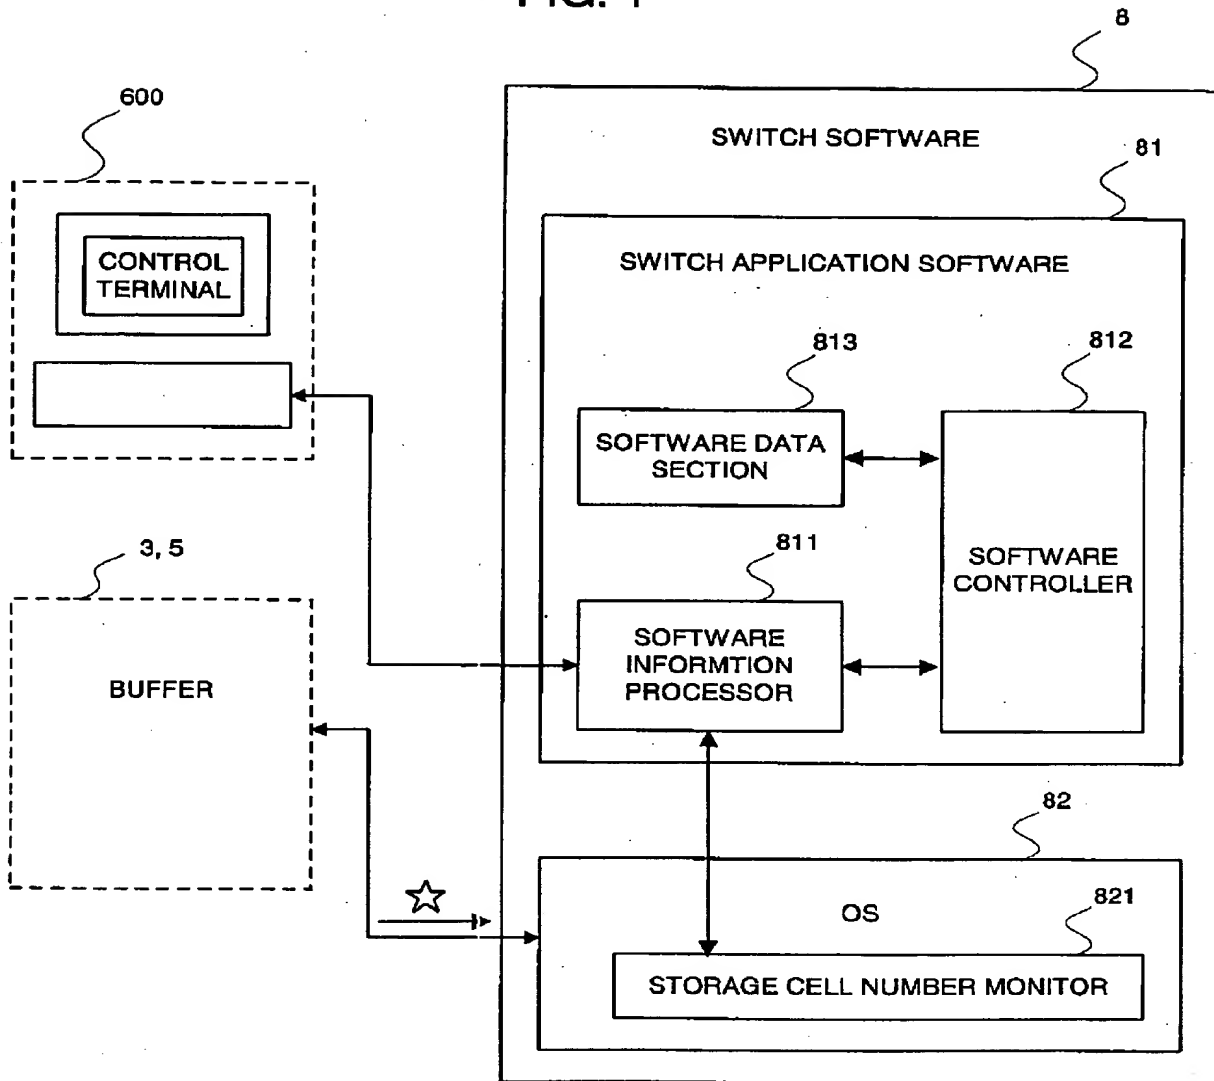 8
600
SWITCH SOFTWARE
81
CONTROL
TERMINAL
SWITCH APPLICATION SOFTWARE
813
812
SOFTWARE DATA
SECTION
3, 5
811
SOFTWARE
CONTROLLER
SOFTWARE
INFORMTION
PROCESSOR
BUFFER
82
OS
821
STORAGE CELL NUMBER MONITOR